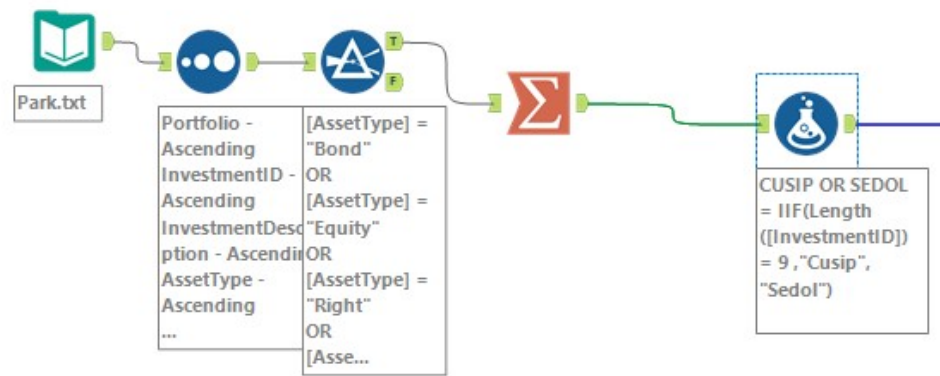 Park.txt
Portfolio -
Ascending
InvestmentID -
Ascending
InvestmentDesc
ption - Ascendin
AssetType -
Ascending
...
[AssetType] =
"Bond"
OR
[AssetType] =
"Equity"
OR
[AssetType] =
"Right"
OR
[Asse...
T
F
Σ
CUSIP OR SEDOL
= IIF(Length
([InvestmentID])
= 9 ,"Cusip",
"Sedol")